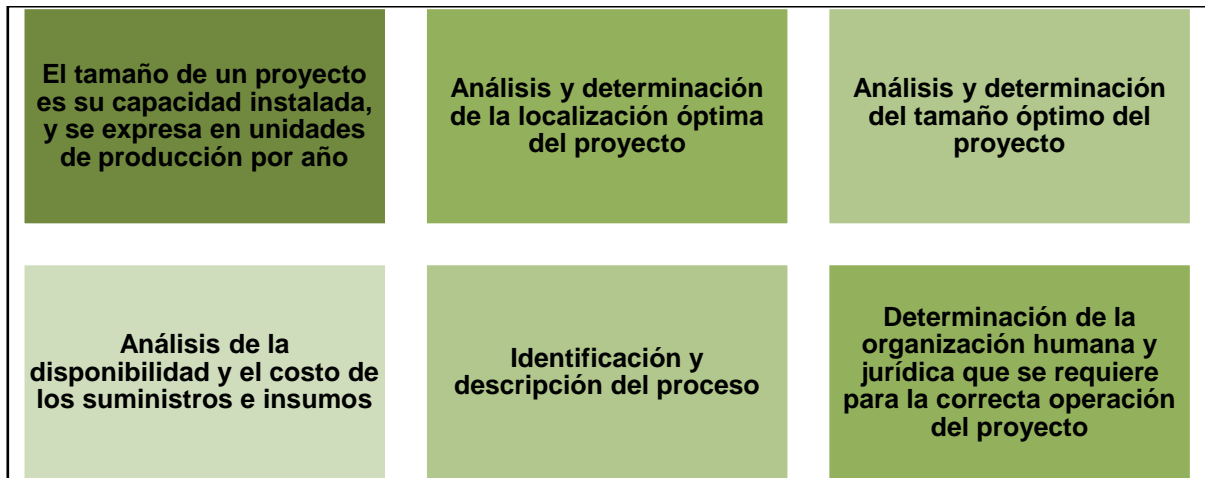 El tamaño de un proyecto
es su capacidad instalada,
y se expresa en unidades
de producción por año
Análisis y determinación
de la localización óptima
del proyecto
Análisis y determinación
del tamaño óptimo del
proyecto
Análisis de la
disponibilidad y el costo de
los suministros e insumos
Identificación y
descripción del proceso
Determinación de la
organización humana y
jurídica que se requiere
para la correcta operación
del proyecto